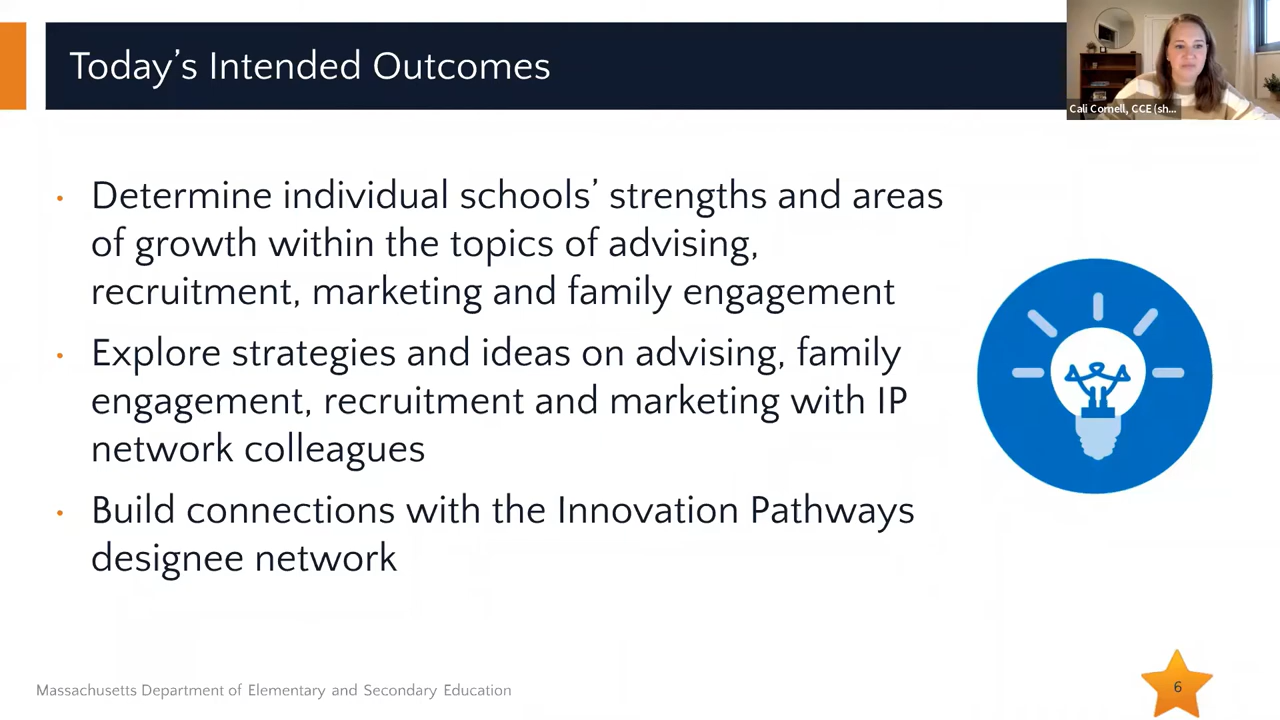 Today’s Intended Outcomes
Cali Cornell, CCE (sh...
• Determine individual schools’ strengths and areas
of growth within the topics of advising,
recruitment, marketing and family engagement
• Explore strategies and ideas on advising, family
engagement, recruitment and marketing with IP
network colleagues
• Build connections with the Innovation Pathways
designee network
Massachusetts Department of Elementary and Secondary Education
6